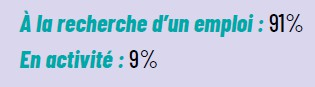 À la recherche d'un emploi : 91%
En activité : 9%